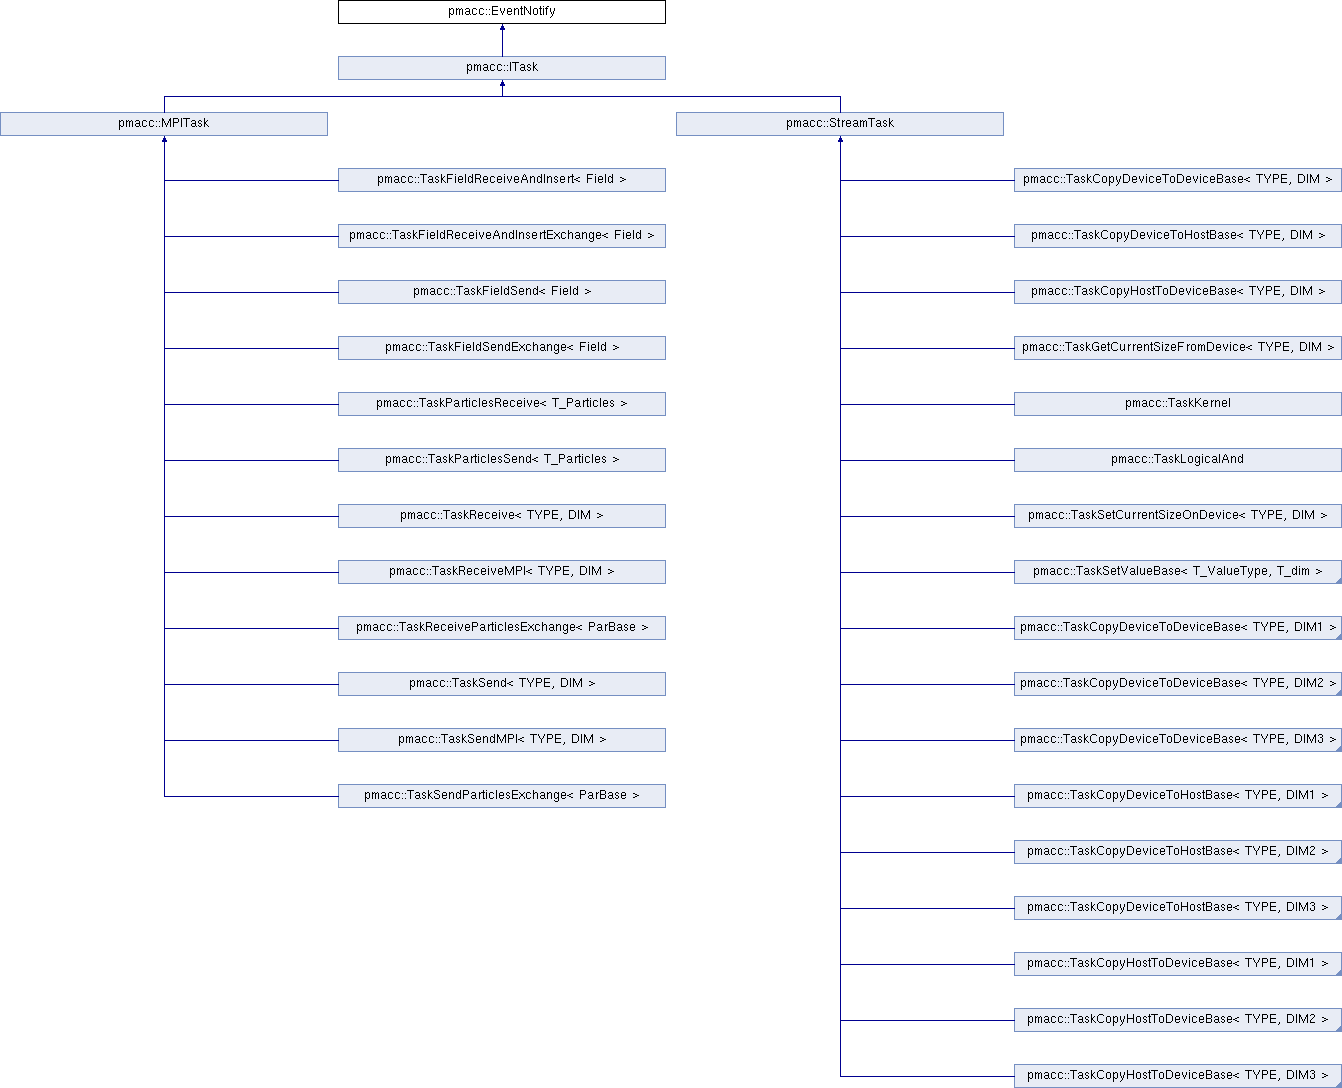 pmacc::EventNotify
pmacc::ITask
pmacc::MPITask
pmacc::StreamTask
pmacc::TaskFieldReceiveAndInsert< Field >
pmacc::TaskCopyDeviceToDeviceBase< TYPE, DIM >
pmacc::TaskFieldReceiveAndInsertExchange< Field >
pmacc::TaskCopyDeviceToHostBase< TYPE, DIM >
pmacc::TaskFieldSend< Field >
pmacc::TaskCopyHostToDeviceBase< TYPE, DIM >
pmacc::TaskFieldSendExchange< Field >
pmacc::TaskGetCurrentSizeFromDevice< TYPE, DIM >
pmacc::TaskParticlesReceive< T_Particles >
pmacc::TaskKernel
pmacc::TaskParticlesSend< T_Particles >
pmacc::TaskLogicalAnd
pmacc::TaskReceive< TYPE, DIM >
pmacc::TaskSetCurrentSizeOnDevice< TYPE, DIM >
pmacc::TaskReceiveMPI< TYPE, DIM >
pmacc::TaskSetValueBase< T_ValueType, T_dim >
pmacc::TaskReceiveParticlesExchange< ParBase >
pmacc::TaskCopyDeviceToDeviceBase< TYPE, DIM1 >
pmacc::TaskSend< TYPE, DIM >
pmacc::TaskCopyDeviceToDeviceBase< TYPE, DIM2 >
pmacc::TaskSendMPI< TYPE, DIM >
pmacc::TaskCopyDeviceToDeviceBase< TYPE, DIM3 >
pmacc::TaskSendParticlesExchange< ParBase >
pmacc::TaskCopyDeviceToHostBase< TYPE, DIM1 >
pmacc::TaskCopyDeviceToHostBase< TYPE, DIM2 >
pmacc::TaskCopyDeviceToHostBase< TYPE, DIM3 >
pmacc::TaskCopyHostToDeviceBase< TYPE, DIM1 >
pmacc::TaskCopyHostToDeviceBase< TYPE, DIM2 >
pmacc::TaskCopyHostToDeviceBase< TYPE, DIM3 >